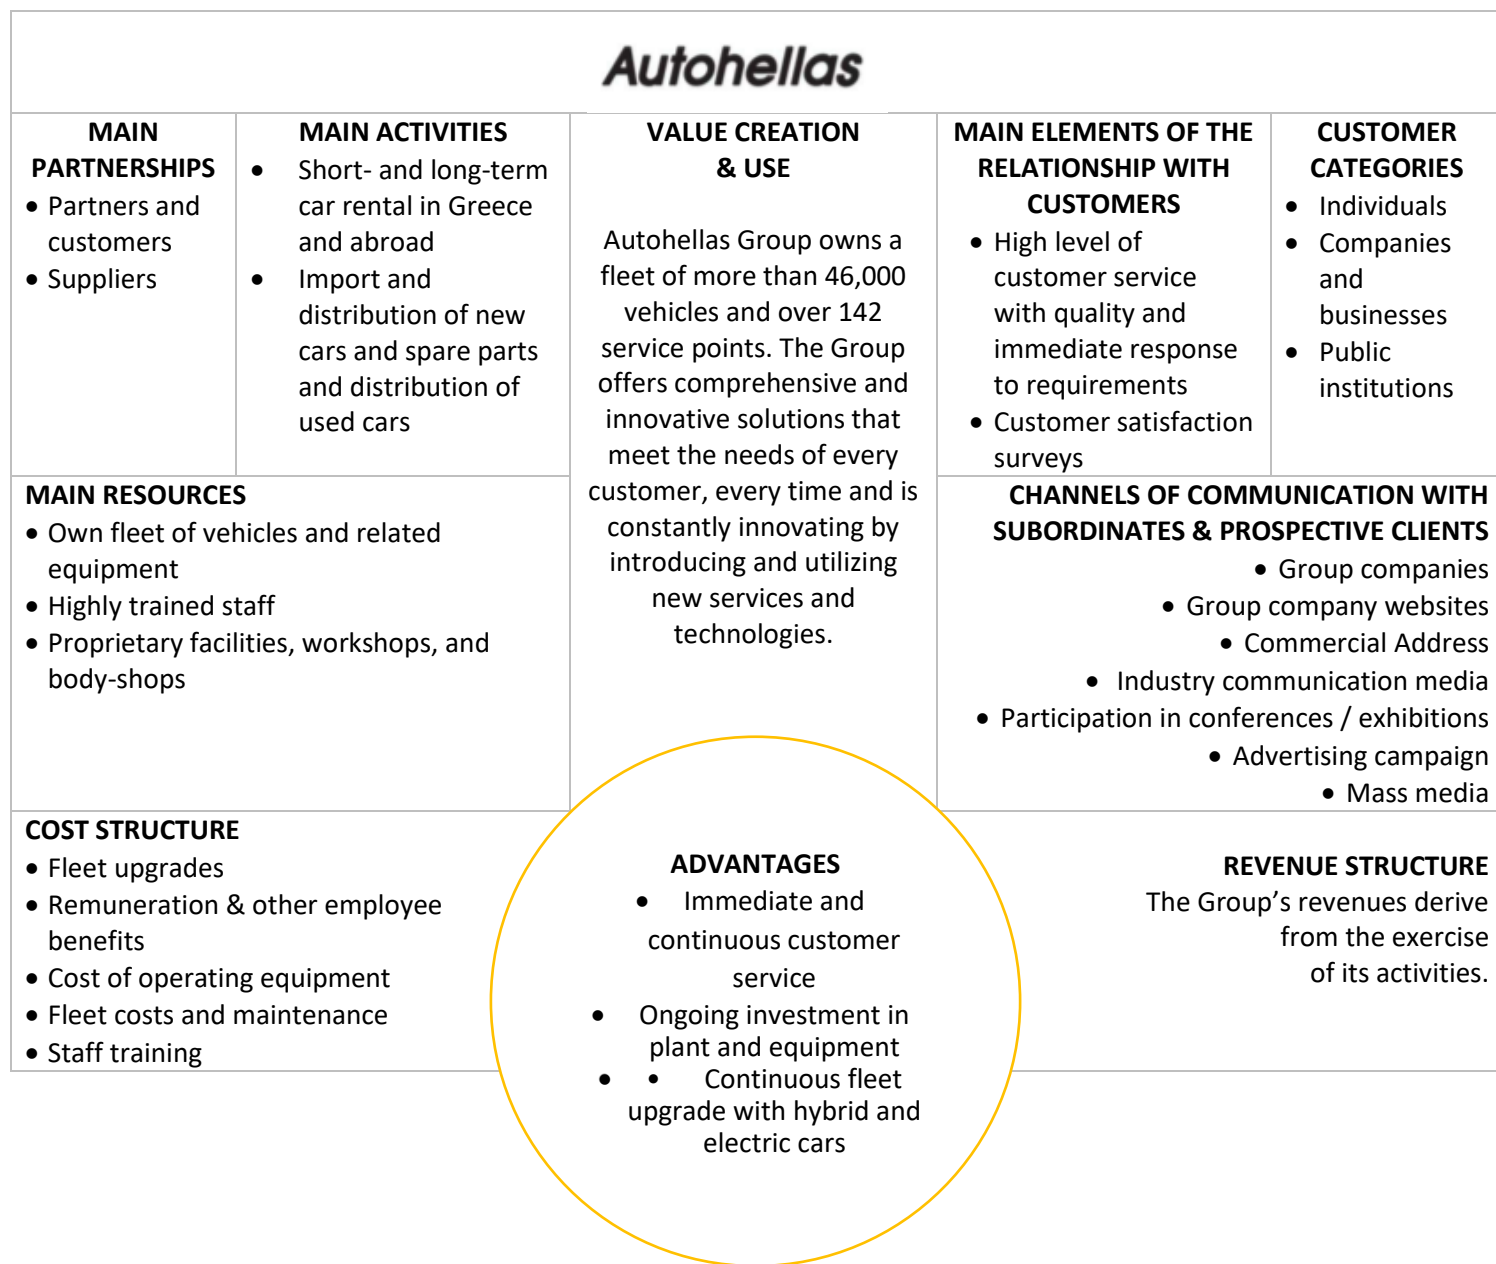 Autohellas
MAIN
PARTNERSHIPS
• Partners and
customers
• Suppliers
MAIN ACTIVITIES
• Short- and long-term
car rental in Greece
and abroad
• Import and
distribution of new
cars and spare parts
and distribution of
used cars
VALUE CREATION
& USE
Autohellas Group owns a
fleet of more than 46,000
vehicles and over 142
service points. The Group
offers comprehensive and
innovative solutions that
meet the needs of every
customer, every time and is
constantly innovating by
introducing and utilizing
new services and
technologies.
MAIN ELEMENTS OF THE
RELATIONSHIP WITH
CUSTOMERS
• High level of
customer service
with quality and
immediate response
to requirements
• Customer satisfaction
surveys
CUSTOMER
CATEGORIES
• Individuals
• Companies
and
businesses
• Public
institutions
MAIN RESOURCES
• Own fleet of vehicles and related
equipment
• Highly trained staff
• Proprietary facilities, workshops, and
body-shops
CHANNELS OF COMMUNICATION WITH
SUBORDINATES & PROSPECTIVE CLIENTS
• Group companies
• Group company websites
• Commercial Address
• Industry communication media
• Participation in conferences / exhibitions
• Advertising campaign
• Mass media
COST STRUCTURE
• Fleet upgrades
• Remuneration & other employee
benefits
• Cost of operating equipment
• Fleet costs and maintenance
• Staff training
ADVANTAGES
• Immediate and
continuous customer
service
• Ongoing investment in
plant and equipment
• • Continuous fleet
upgrade with hybrid and
electric cars
REVENUE STRUCTURE
The Group’s revenues derive
from the exercise
of its activities.